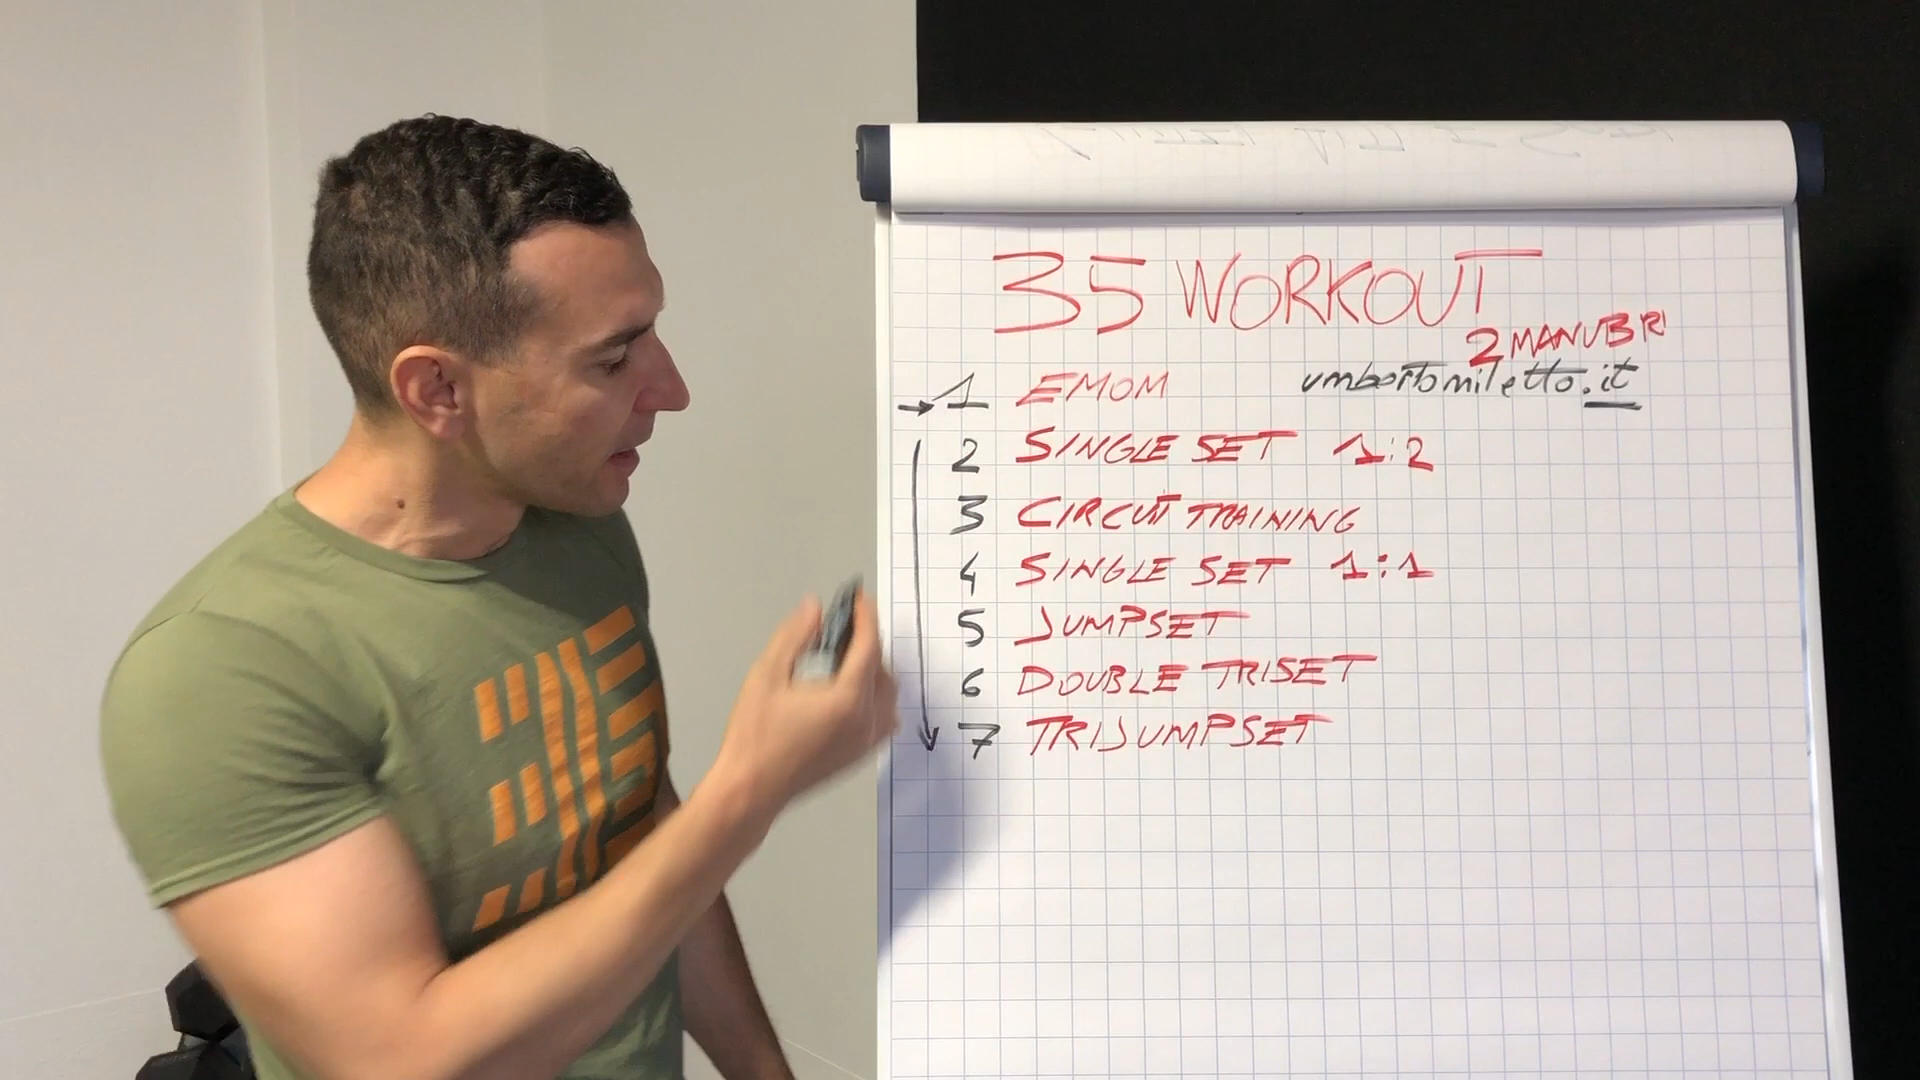 35 WORKOUT
2 MANUBRI
1 EMOM
umbertomiletto.it
2 SINGLE SET 1:2
3 CIRCUIT TRAINING
4 SINGLE SET 1:1
5 JUMPSET
6 DOUBLE TRISET
7 TRIJUMPSET